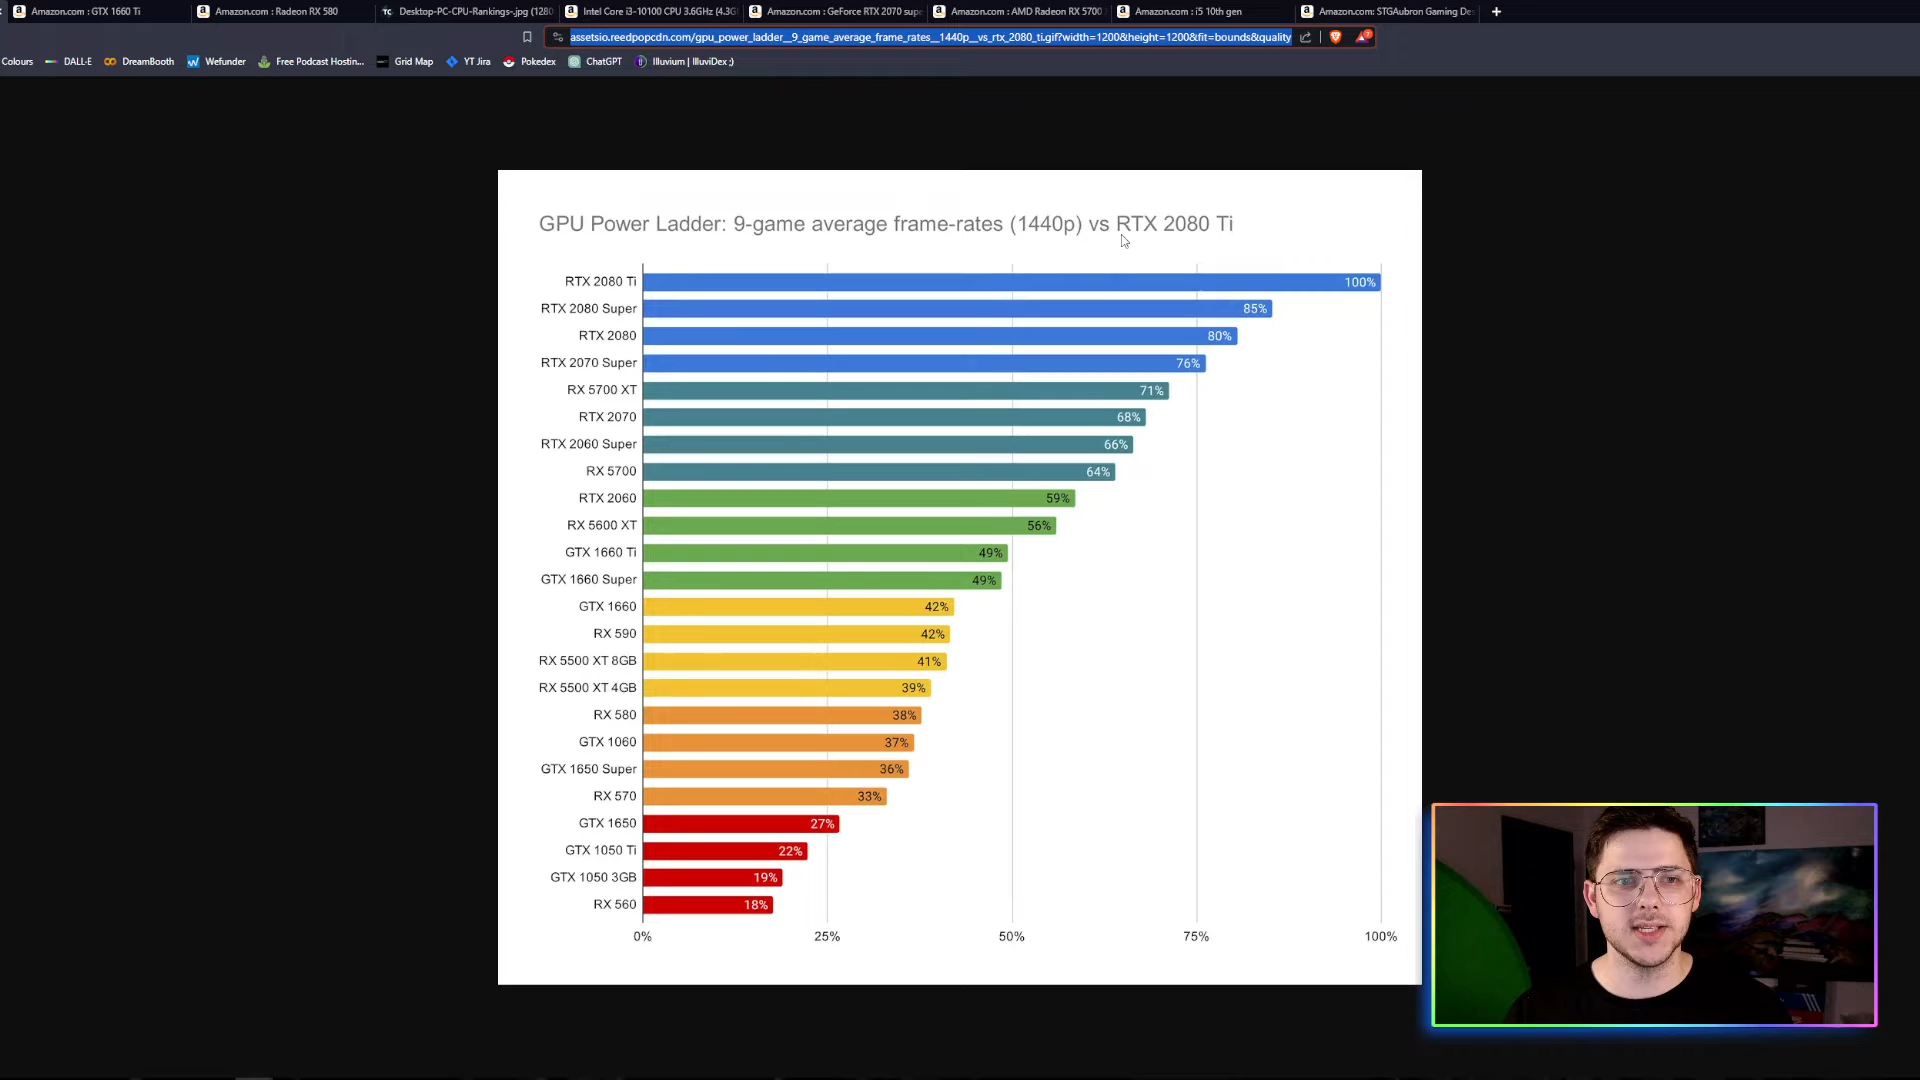 Amazon.com : GTX 1660 Ti
Amazon.com : Radeon RX 580
Desktop-PC-CPU-Rankings-.jpg (1280
Intel Core i3-10100 CPU 3.6GHz (4.3G
Amazon.com : GeForce RTX 2070 supe
Amazon.com : AMD Radeon RX 5700
Amazon.com : i5 10th gen
Amazon.com: STGAubron Gaming De
assetsio.reedpopcdn.com/gpu_power_ladder__9_game_average_frame_rates__1440p__vs_rtx_2080_ti.gif?width=1200&height=1200&fit=bounds&quality
Colours
DALL-E
DreamBooth
Wefunder
Free Podcast Hostin...
Grid Map
YT Jira
Pokedex
ChatGPT
Illuvium | IlluviDex ;)
GPU Power Ladder: 9-game average frame-rates (1440p) vs RTX 2080 Ti
RTX 2080 Ti 100%
RTX 2080 Super 85%
RTX 2080 80%
RTX 2070 Super 76%
RX 5700 XT 71%
RTX 2070 68%
RTX 2060 Super 66%
RX 5700 64%
RTX 2060 59%
RX 5600 XT 56%
GTX 1660 Ti 49%
GTX 1660 Super 49%
GTX 1660 42%
RX 590 42%
RX 5500 XT 8GB 41%
RX 5500 XT 4GB 39%
RX 580 38%
GTX 1060 37%
GTX 1650 Super 36%
RX 570 33%
GTX 1650 27%
GTX 1050 Ti 22%
GTX 1050 3GB 19%
RX 560 18%
0% 25% 50% 75% 100%